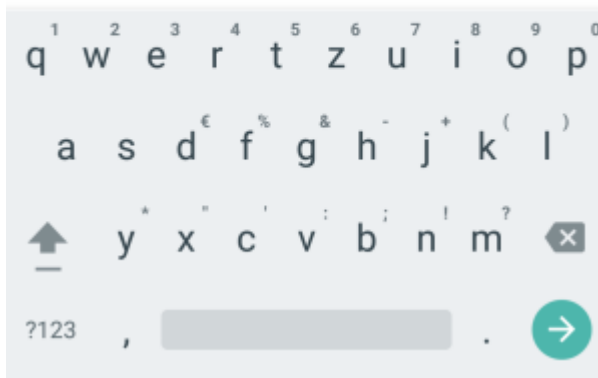 1 2 3 4 5 6 7 8 9 0
q w e r t z u i o p
€ % & - + ( )
a s d f g h j k l
* " ' : ; ! ?
y x c v b n m
?123 , .